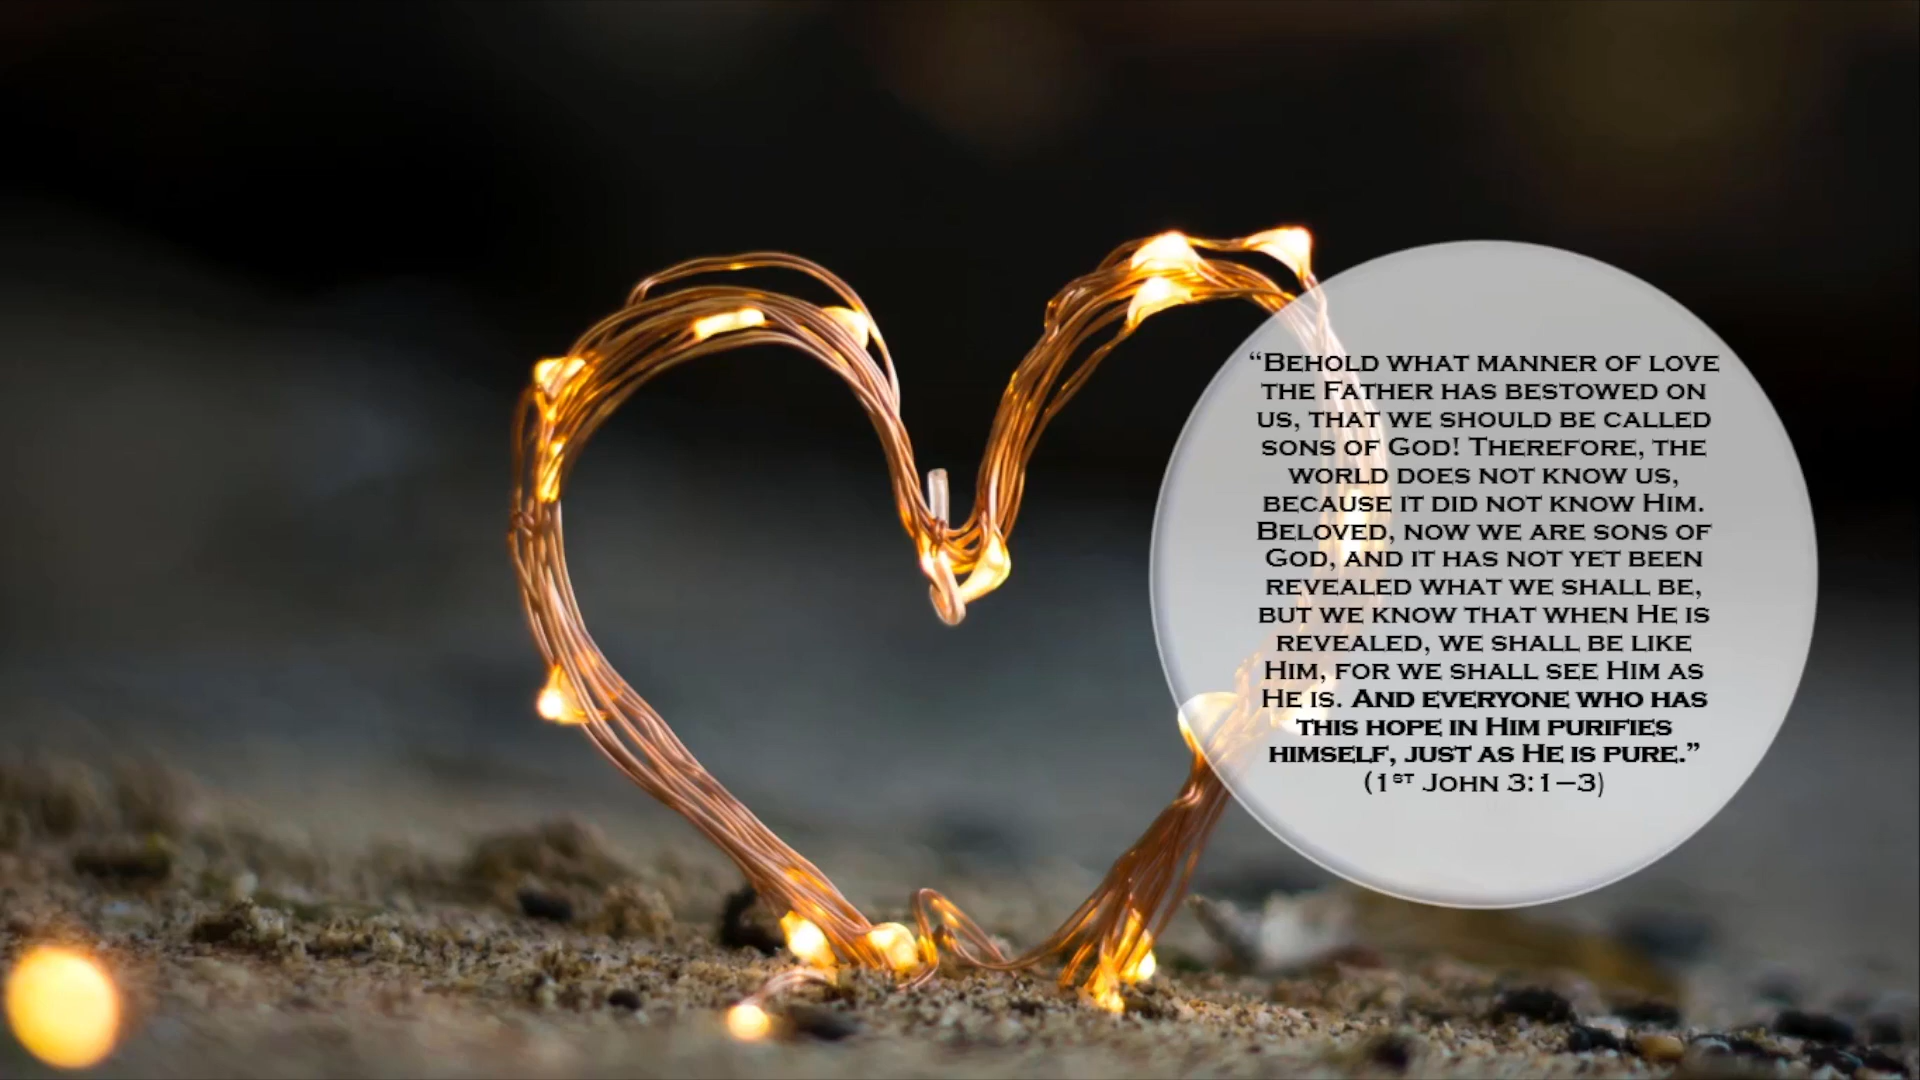 “Behold what manner of love
the Father has bestowed on
us, that we should be called
sons of God! Therefore, the
world does not know us,
because it did not know Him.
Beloved, now we are sons of
God, and it has not yet been
revealed what we shall be,
but we know that when He is
revealed, we shall be like
Him, for we shall see Him as
He is. And everyone who has
this hope in Him purifies
himself, just as He is pure.”
(1st John 3:1–3)